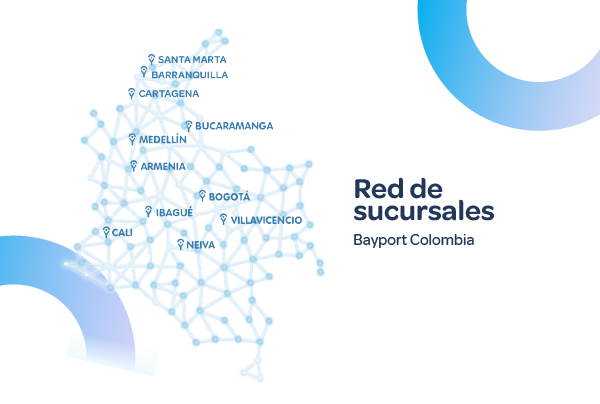 SANTA MARTA
BARRANQUILLA
CARTAGENA
BUCARAMANGA
MEDELLÍN
ARMENIA
BOGOTÁ
IBAGUÉ
VILLAVICENCIO
CALI
NEIVA
Red de
sucursales
Bayport Colombia